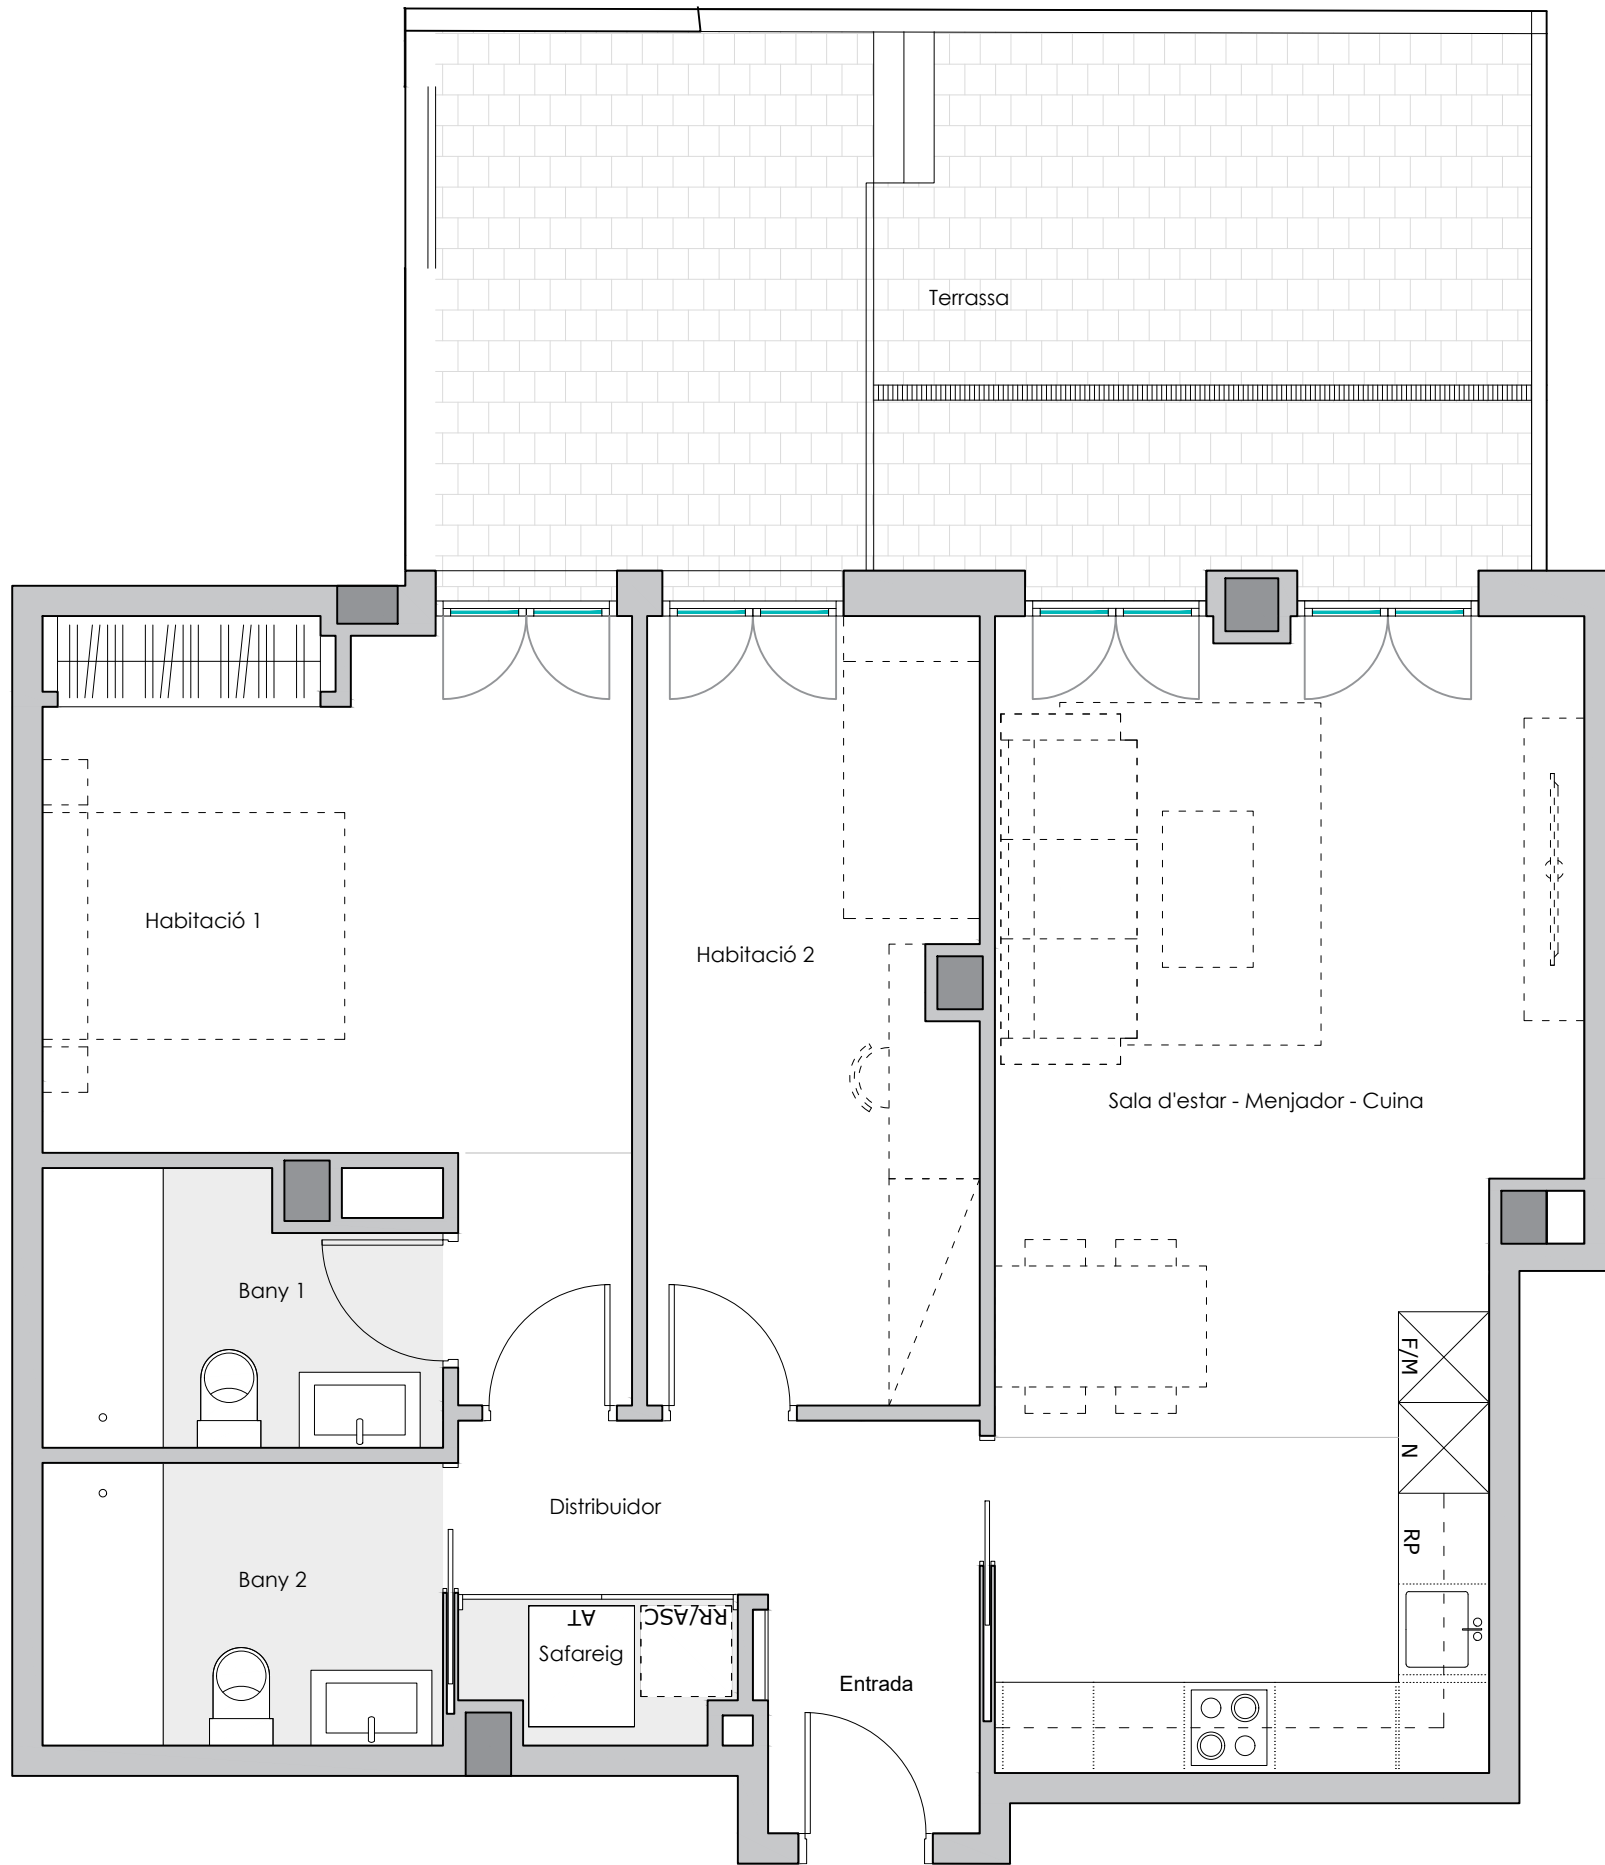 Terrassa
Habitació 1
Habitació 2
Sala d'estar - Menjador - Cuina
Bany 1
F/M
N
Distribuidor
RP
Bany 2
AT
RR/ASC
Safareig
Entrada